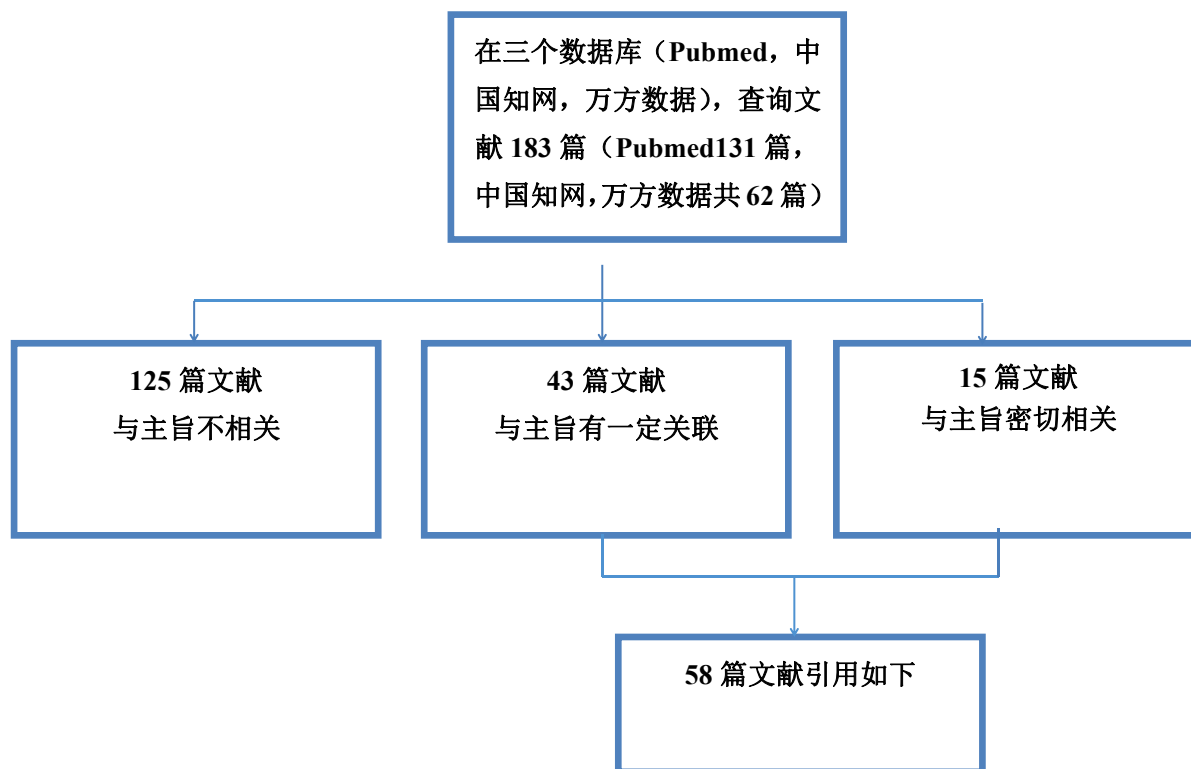 在三个数据库（Pubmed，中
国知网，万方数据），查询文
献 183 篇（Pubmed131 篇，
中国知网，万方数据共 62 篇）
125 篇文献
与主旨不相关
43 篇文献
与主旨有一定关联
15 篇文献
与主旨密切相关
58 篇文献引用如下